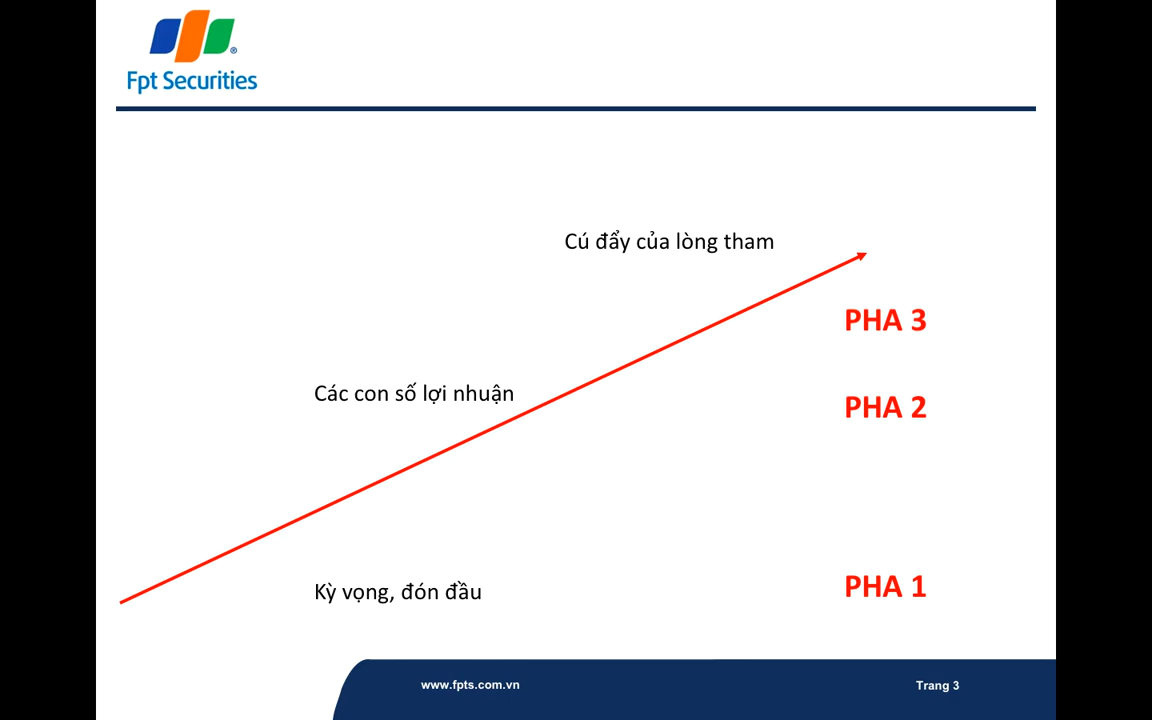 Fpt Securities
®
Cú đẩy của lòng tham
PHA 3
Các con số lợi nhuận
PHA 2
Kỳ vọng, đón đầu
PHA 1
www.fpts.com.vn
Trang 3